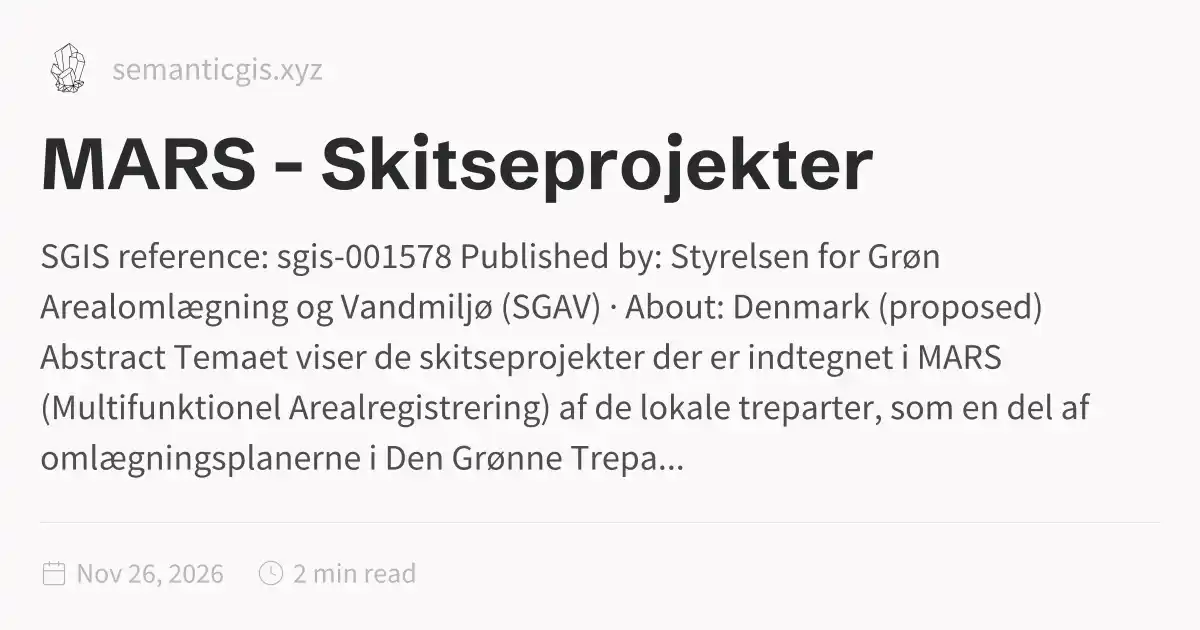 semanticgis.xyz
MARS - Skitseprojekter
SGIS reference: sgis-001578 Published by: Styrelsen for Grøn
Arealomlægning og Vandmiljø (SGAV) · About: Denmark (proposed)
Abstract Temaet viser de skitseprojekter der er indtegnet i MARS
(Multifunktionel Arealregistrering) af de lokale treparter, som en del af
omlægningsplanerne i Den Grønne Trepa...
Nov 26, 2026 2 min read